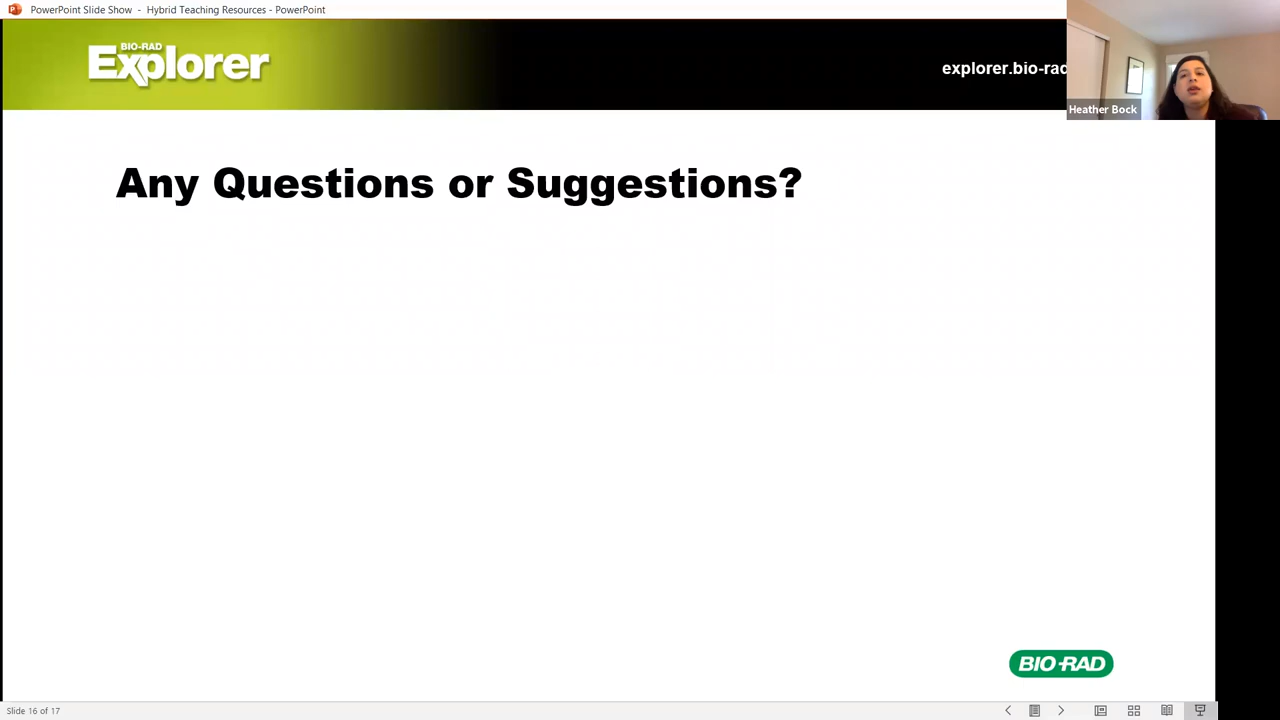 PowerPoint Slide Show - Hybrid Teaching Resources - PowerPoint
BIO-RAD
Explorer
explorer.bio-rad
Heather Bock
Any Questions or Suggestions?
BIO-RAD
Slide 16 of 17